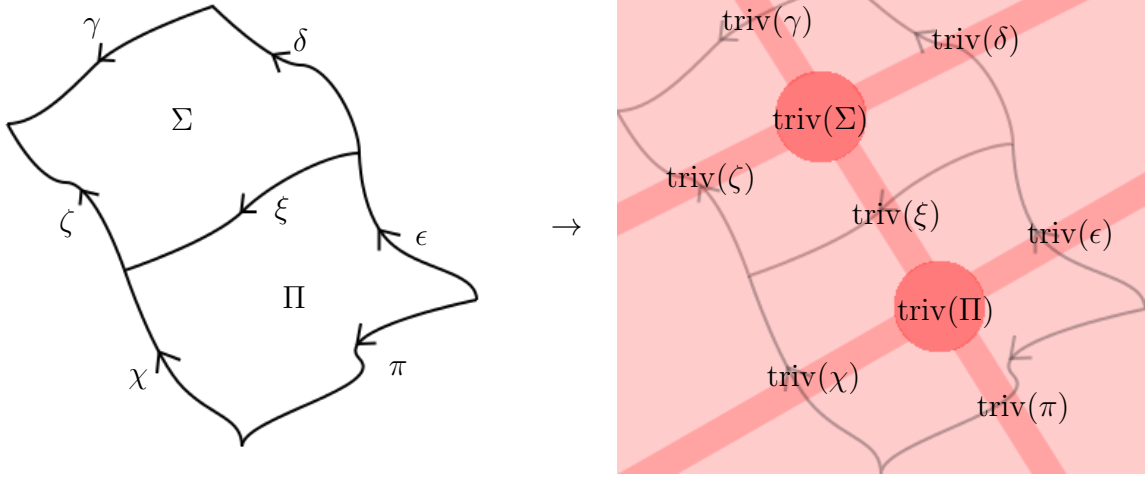 γ
δ
Σ
ζ
ξ
ϵ
Π
χ
π
→
triv(γ)
triv(δ)
triv(Σ)
triv(ζ)
triv(ξ)
triv(ϵ)
triv(Π)
triv(χ)
triv(π)